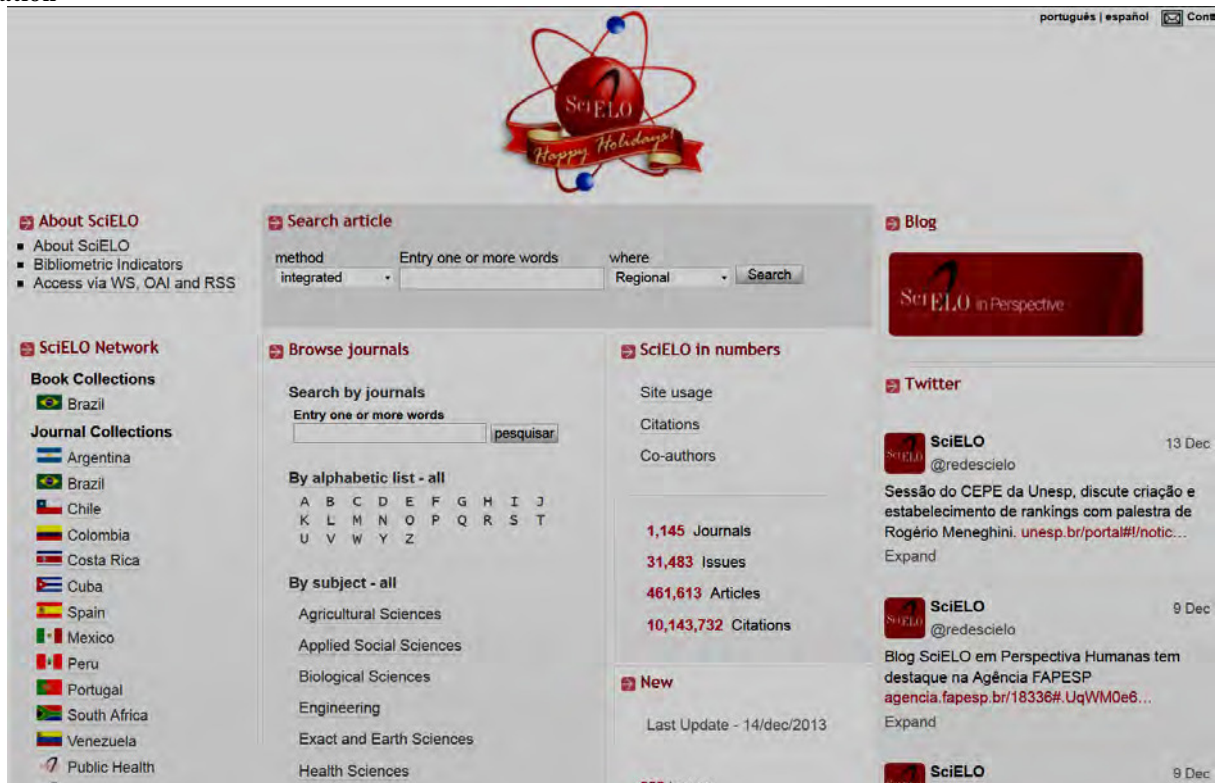 português | español
SciELO
Happy Holidays!
About SciELO
About SciELO
Bibliometric Indicators
Access via WS, OAI and RSS
Search article
method Entry one or more words where
integrated Regional Search
Blog
SciELO in Perspective
SciELO Network
Book Collections
Brazil
Journal Collections
Argentina
Brazil
Chile
Colombia
Costa Rica
Cuba
Spain
Mexico
Peru
Portugal
South Africa
Venezuela
Public Health
Browse journals
Search by journals
Entry one or more words
pesquisar
By alphabetic list - all
A B C D E F G H I J
K L M N O P Q R S T
U V W Y Z
By subject - all
Agricultural Sciences
Applied Social Sciences
Biological Sciences
Engineering
Exact and Earth Sciences
Health Sciences
SciELO in numbers
Site usage
Citations
Co-authors
1,145 Journals
31,483 Issues
461,613 Articles
10,143,732 Citations
New
Last Update - 14/dec/2013
Twitter
SciELO 13 Dec
@redescielo
Sessão do CEPE da Unesp, discute criação e
estabelecimento de rankings com palestra de
Rogério Meneghini. unesp.br/portal#!/notic...
Expand
SciELO 9 Dec
@redescielo
Blog SciELO em Perspectiva Humanas tem
destaque na Agência FAPESP
agencia.fapesp.br/18336#.UqWM0e6...
Expand
SciELO 9 Dec